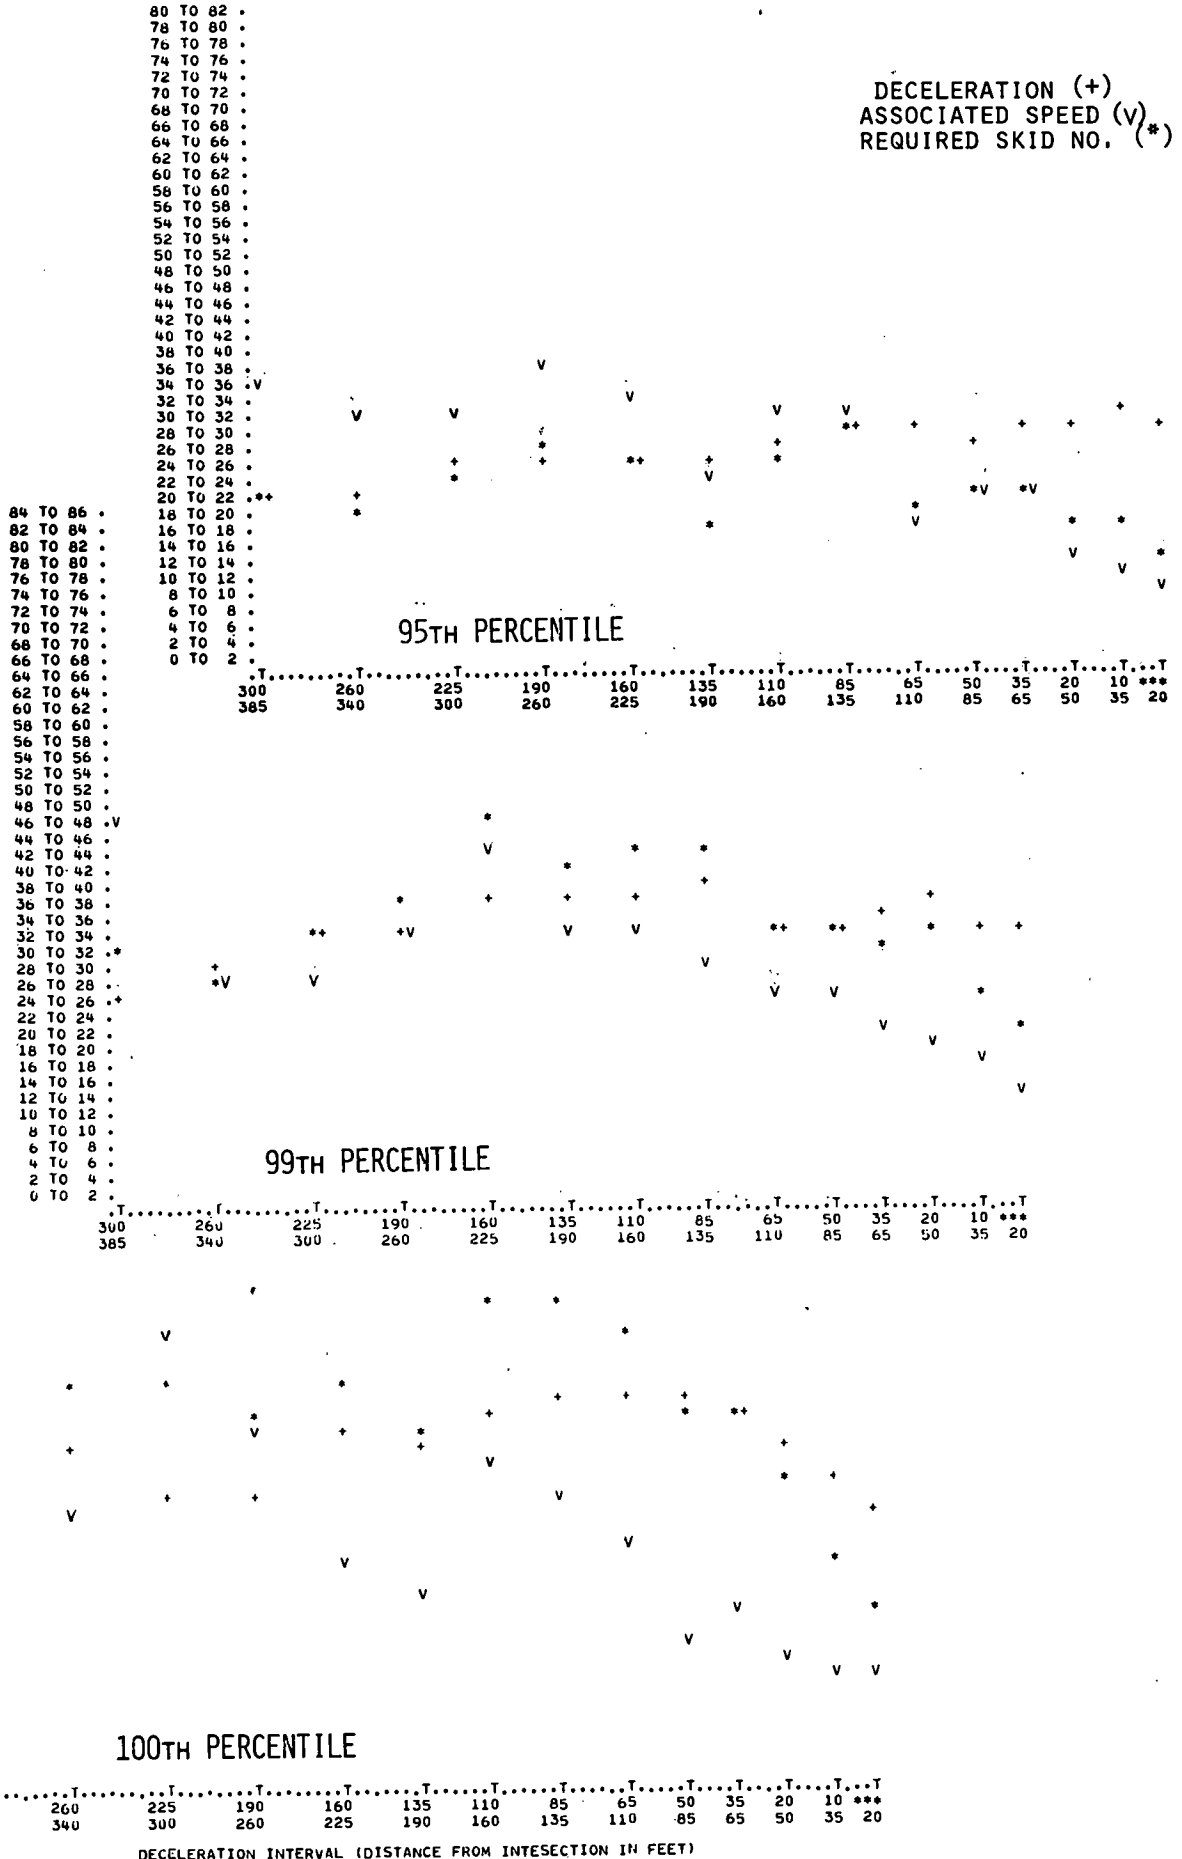 DECELERATION (+)
ASSOCIATED SPEED (V)
REQUIRED SKID NO. (*)
80 TO 82 .
78 TO 80 .
76 TO 78 .
74 TO 76 .
72 TO 74 .
70 TO 72 .
68 TO 70 .
66 TO 68 .
64 TO 66 .
62 TO 64 .
60 TO 62 .
58 TO 60 .
56 TO 58 .
54 TO 56 .
52 TO 54 .
50 TO 52 .
48 TO 50 .
46 TO 48 .
44 TO 46 .
42 TO 44 .
40 TO 42 .
38 TO 40 .
36 TO 38 .
34 TO 36 .
32 TO 34 .
30 TO 32 .
28 TO 30 .
26 TO 28 .
24 TO 26 .
22 TO 24 .
20 TO 22 .
18 TO 20 .
16 TO 18 .
14 TO 16 .
12 TO 14 .
10 TO 12 .
8 TO 10 .
6 TO 8 .
4 TO 6 .
2 TO 4 .
0 TO 2 .
95TH PERCENTILE
300 260 225 190 160 135 110 85 65 50 35 20 10 ***
385 340 300 260 225 190 160 135 110 85 65 50 35 20
84 TO 86 .
82 TO 84 .
80 TO 82 .
78 TO 80 .
76 TO 78 .
74 TO 76 .
72 TO 74 .
70 TO 72 .
68 TO 70 .
66 TO 68 .
64 TO 66 .
62 TO 64 .
60 TO 62 .
58 TO 60 .
56 TO 58 .
54 TO 56 .
52 TO 54 .
50 TO 52 .
48 TO 50 .
46 TO 48 .
44 TO 46 .
42 TO 44 .
40 TO 42 .
38 TO 40 .
36 TO 38 .
34 TO 36 .
32 TO 34 .
30 TO 32 .
28 TO 30 .
26 TO 28 .
24 TO 26 .
22 TO 24 .
20 TO 22 .
18 TO 20 .
16 TO 18 .
14 TO 16 .
12 TO 14 .
10 TO 12 .
8 TO 10 .
6 TO 8 .
4 TO 6 .
2 TO 4 .
0 TO 2 .
99TH PERCENTILE
300 260 225 190 160 135 110 85 65 50 35 20 10 ***
385 340 300 260 225 190 160 135 110 85 65 50 35 20
100TH PERCENTILE
260 225 190 160 135 110 85 65 50 35 20 10 ***
340 300 260 225 190 160 135 110 85 65 50 35 20
DECELERATION INTERVAL (DISTANCE FROM INTESECTION IN FEET)